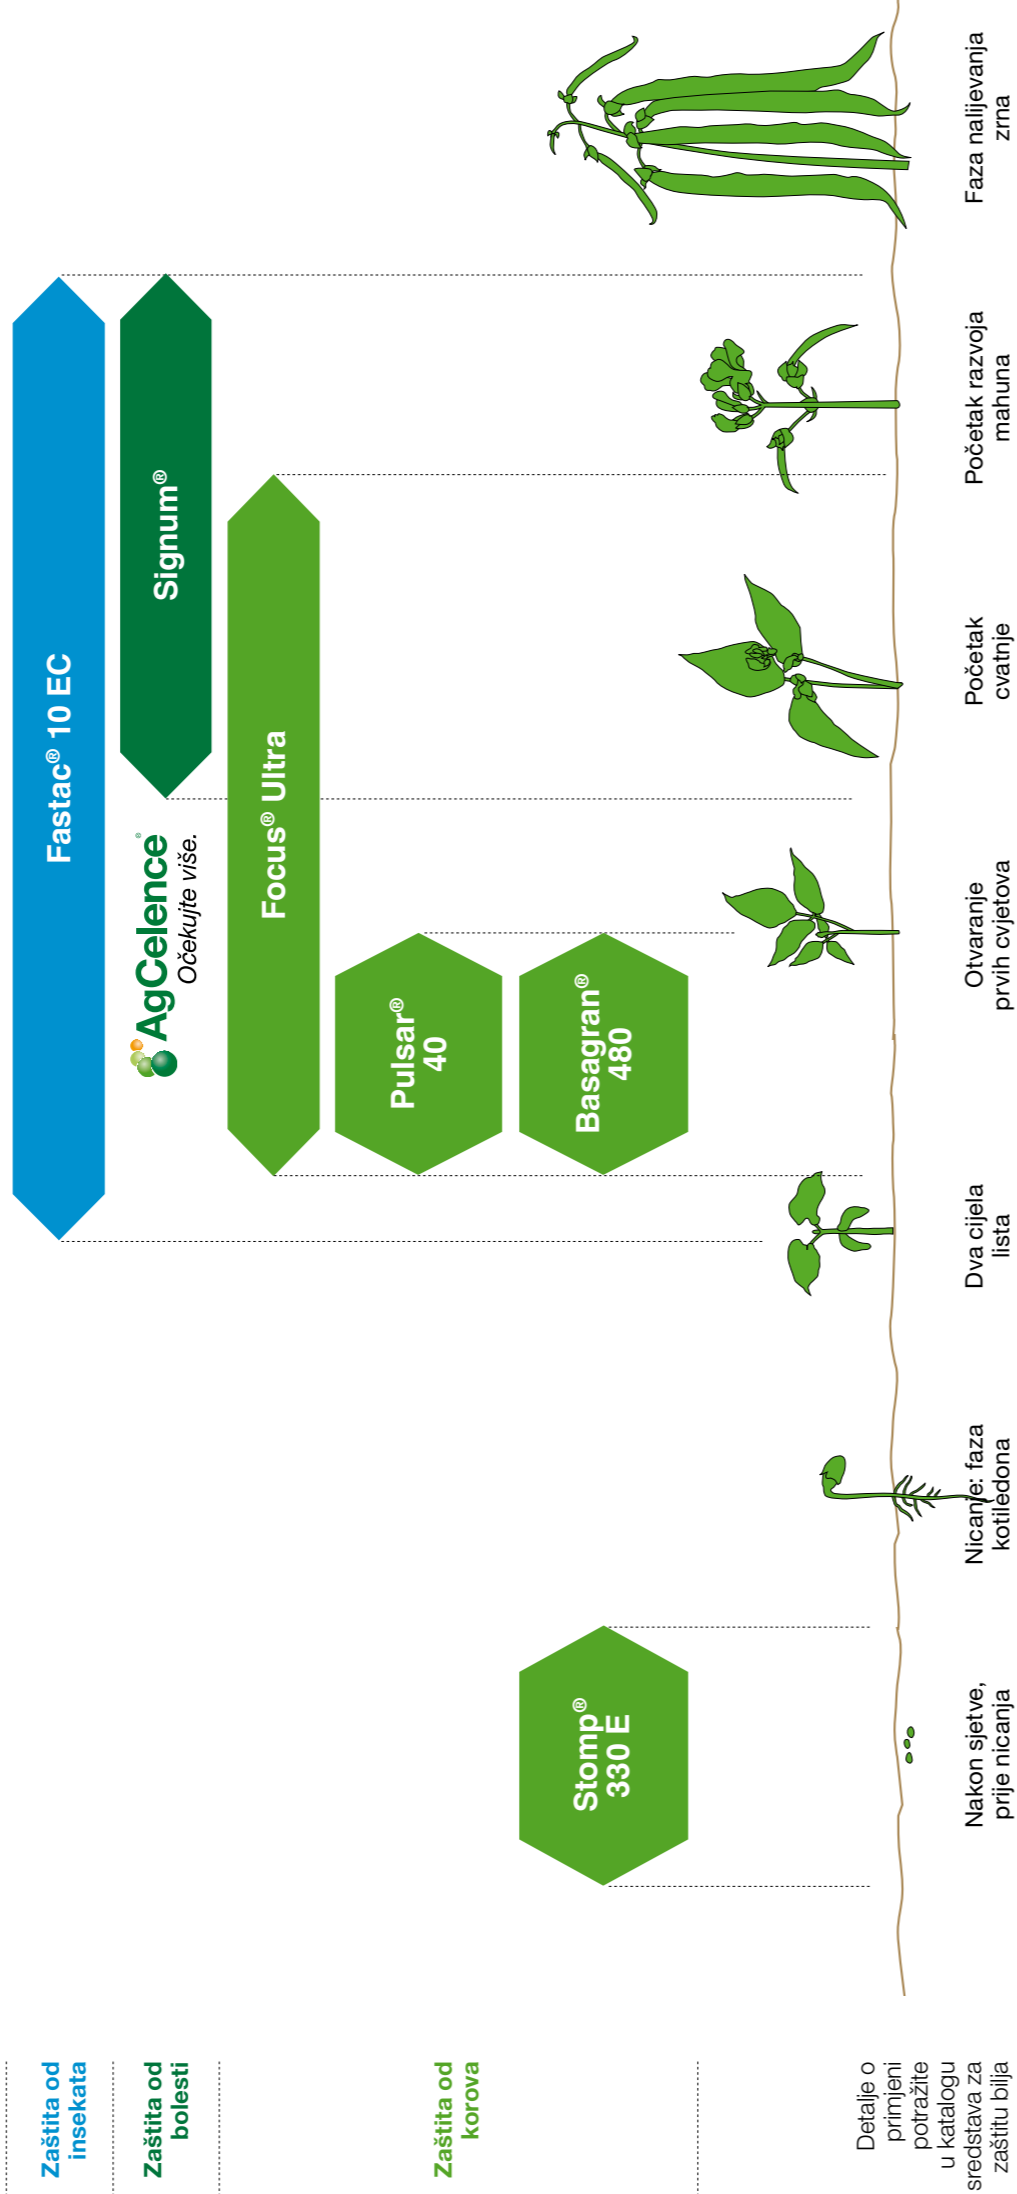 Zaštita od
insekata
Fastac® 10 EC
Zaštita od
bolesti
AgCelence®
Očekujte više.
Signum®
Zaštita od
korova
Focus® Ultra
Pulsar®
40
Stomp®
330 E
Basagran®
480
Detalje o
primjeni
potražite
u katalogu
sredstava za
zaštitu bilja
Nakon sjetve,
prije nicanja
Nicanje: faza
kotiledona
Dva cijela
lista
Otvaranje
prvih cvjetova
Početak
cvatnje
Početak razvoja
mahuna
Faza nalijevanja
zrna